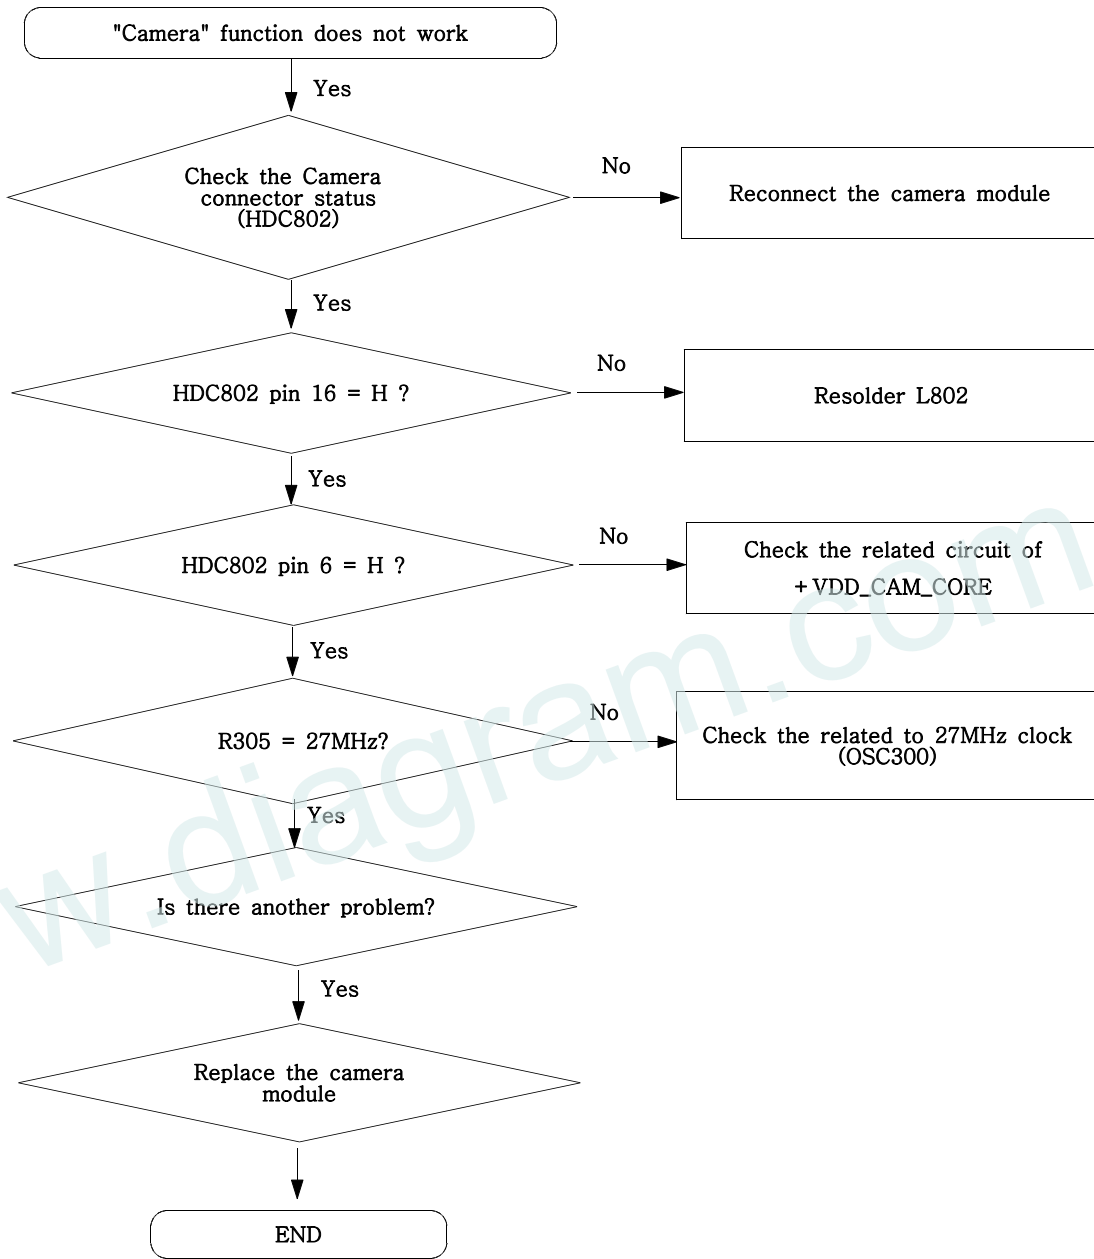 "Camera" function does not work
Yes
Check the Camera
connector status
(HDC802)
No
Reconnect the camera module
Yes
HDC802 pin 16 = H ?
No
Resolder L802
Yes
HDC802 pin 6 = H ?
No
Check the related circuit of
+VDD_CAM_CORE
Yes
R305 = 27MHz?
No
Check the related to 27MHz clock
(OSC300)
Yes
Is there another problem?
Yes
Replace the camera
module
END
w.diagram.com